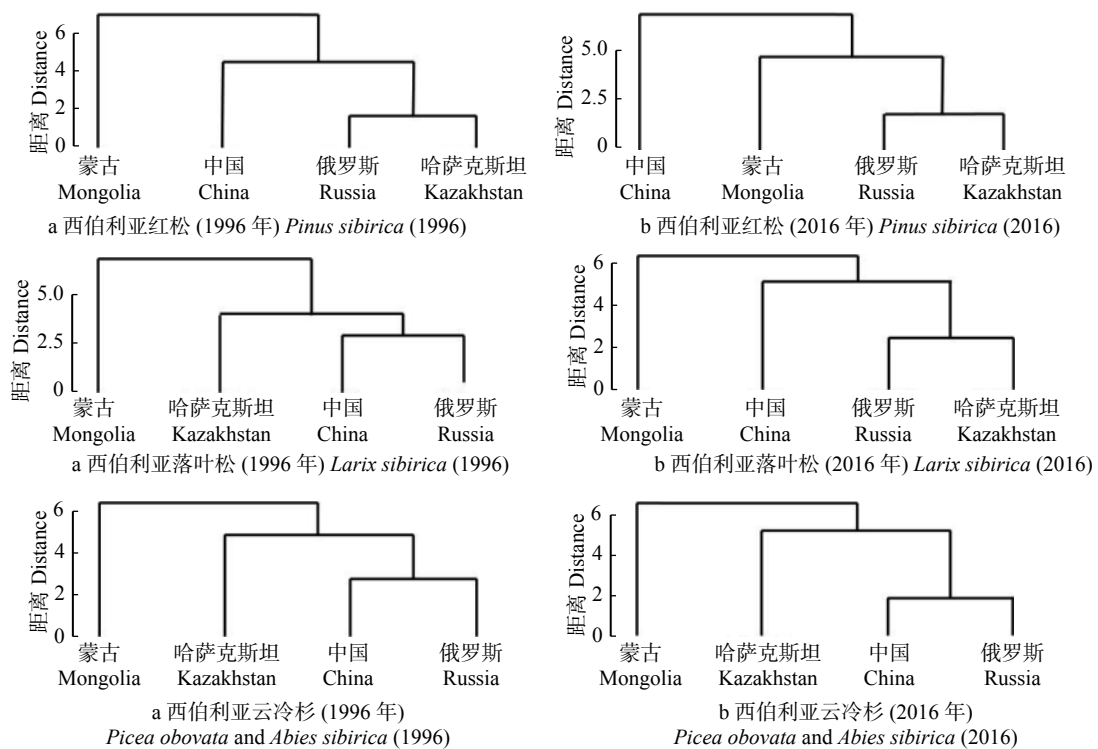 距离 Distance
6
4
2
0
蒙古 中国 俄罗斯 哈萨克斯坦
Mongolia China Russia Kazakhstan
a 西伯利亚红松 (1996 年) Pinus sibirica (1996)
距离 Distance
5.0
2.5
0
中国 蒙古 俄罗斯 哈萨克斯坦
China Mongolia Russia Kazakhstan
b 西伯利亚红松 (2016 年) Pinus sibirica (2016)
距离 Distance
5.0
2.5
0
蒙古 哈萨克斯坦 中国 俄罗斯
Mongolia Kazakhstan China Russia
a 西伯利亚落叶松 (1996 年) Larix sibirica (1996)
距离 Distance
6
4
2
0
蒙古 中国 俄罗斯 哈萨克斯坦
Mongolia China Russia Kazakhstan
b 西伯利亚落叶松 (2016 年) Larix sibirica (2016)
距离 Distance
6
4
2
0
蒙古 哈萨克斯坦 中国 俄罗斯
Mongolia Kazakhstan China Russia
a 西伯利亚云冷杉 (1996 年)
Picea obovata and Abies sibirica (1996)
距离 Distance
6
4
2
0
蒙古 哈萨克斯坦 中国 俄罗斯
Mongolia Kazakhstan China Russia
b 西伯利亚云冷杉 (2016 年)
Picea obovata and Abies sibirica (2016)